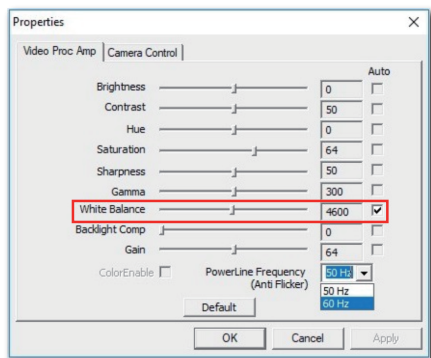 Properties
Video Proc Amp Camera Control
Auto
Brightness 0
Contrast 50
Hue 0
Saturation 64
Sharpness 50
Gamma 300
White Balance 4600
Backlight Comp 0
Gain 64
ColorEnable PowerLine Frequency 50 Hz
(Anti Flicker)
50 Hz
60 Hz
Default
OK Cancel Apply